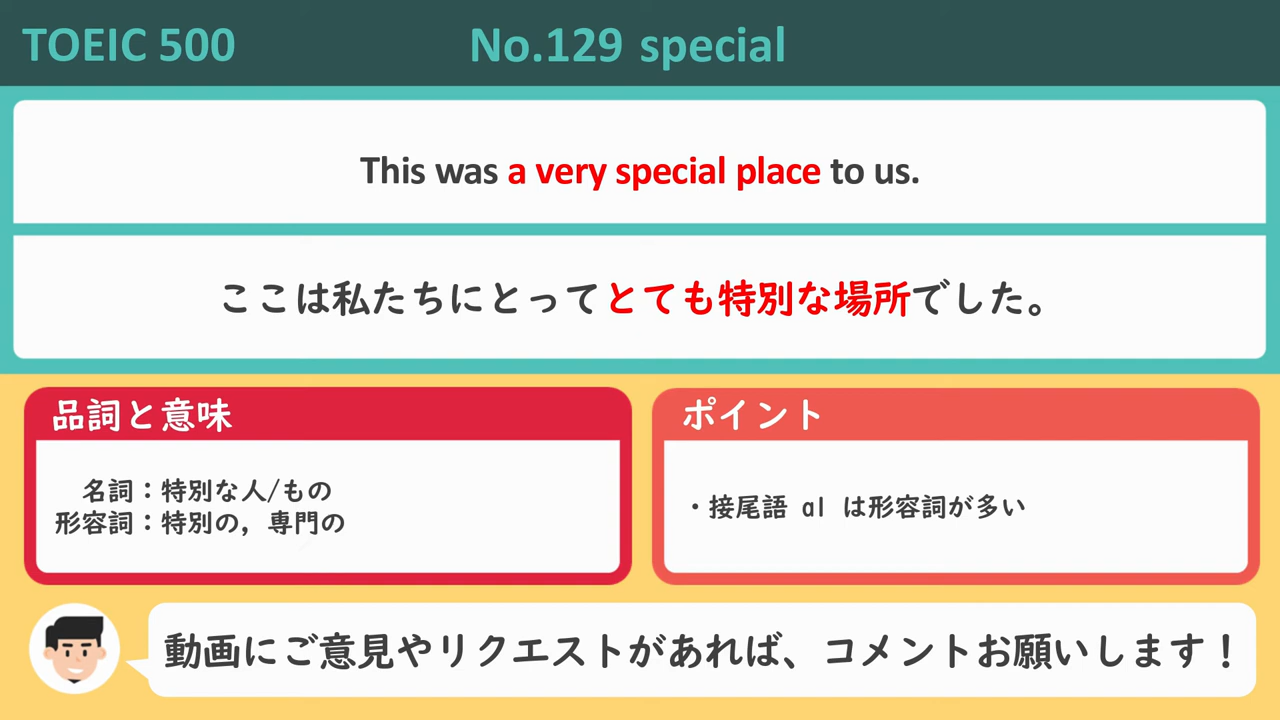 TOEIC 500 No.129 special
This was a very special place to us.
ここは私たちにとってとても特別な場所でした。
品詞と意味
名詞：特別な人/もの
形容詞：特別の，専門の
ポイント
・接尾語 al は形容詞が多い
動画にご意見やリクエストがあれば、コメントお願いします！